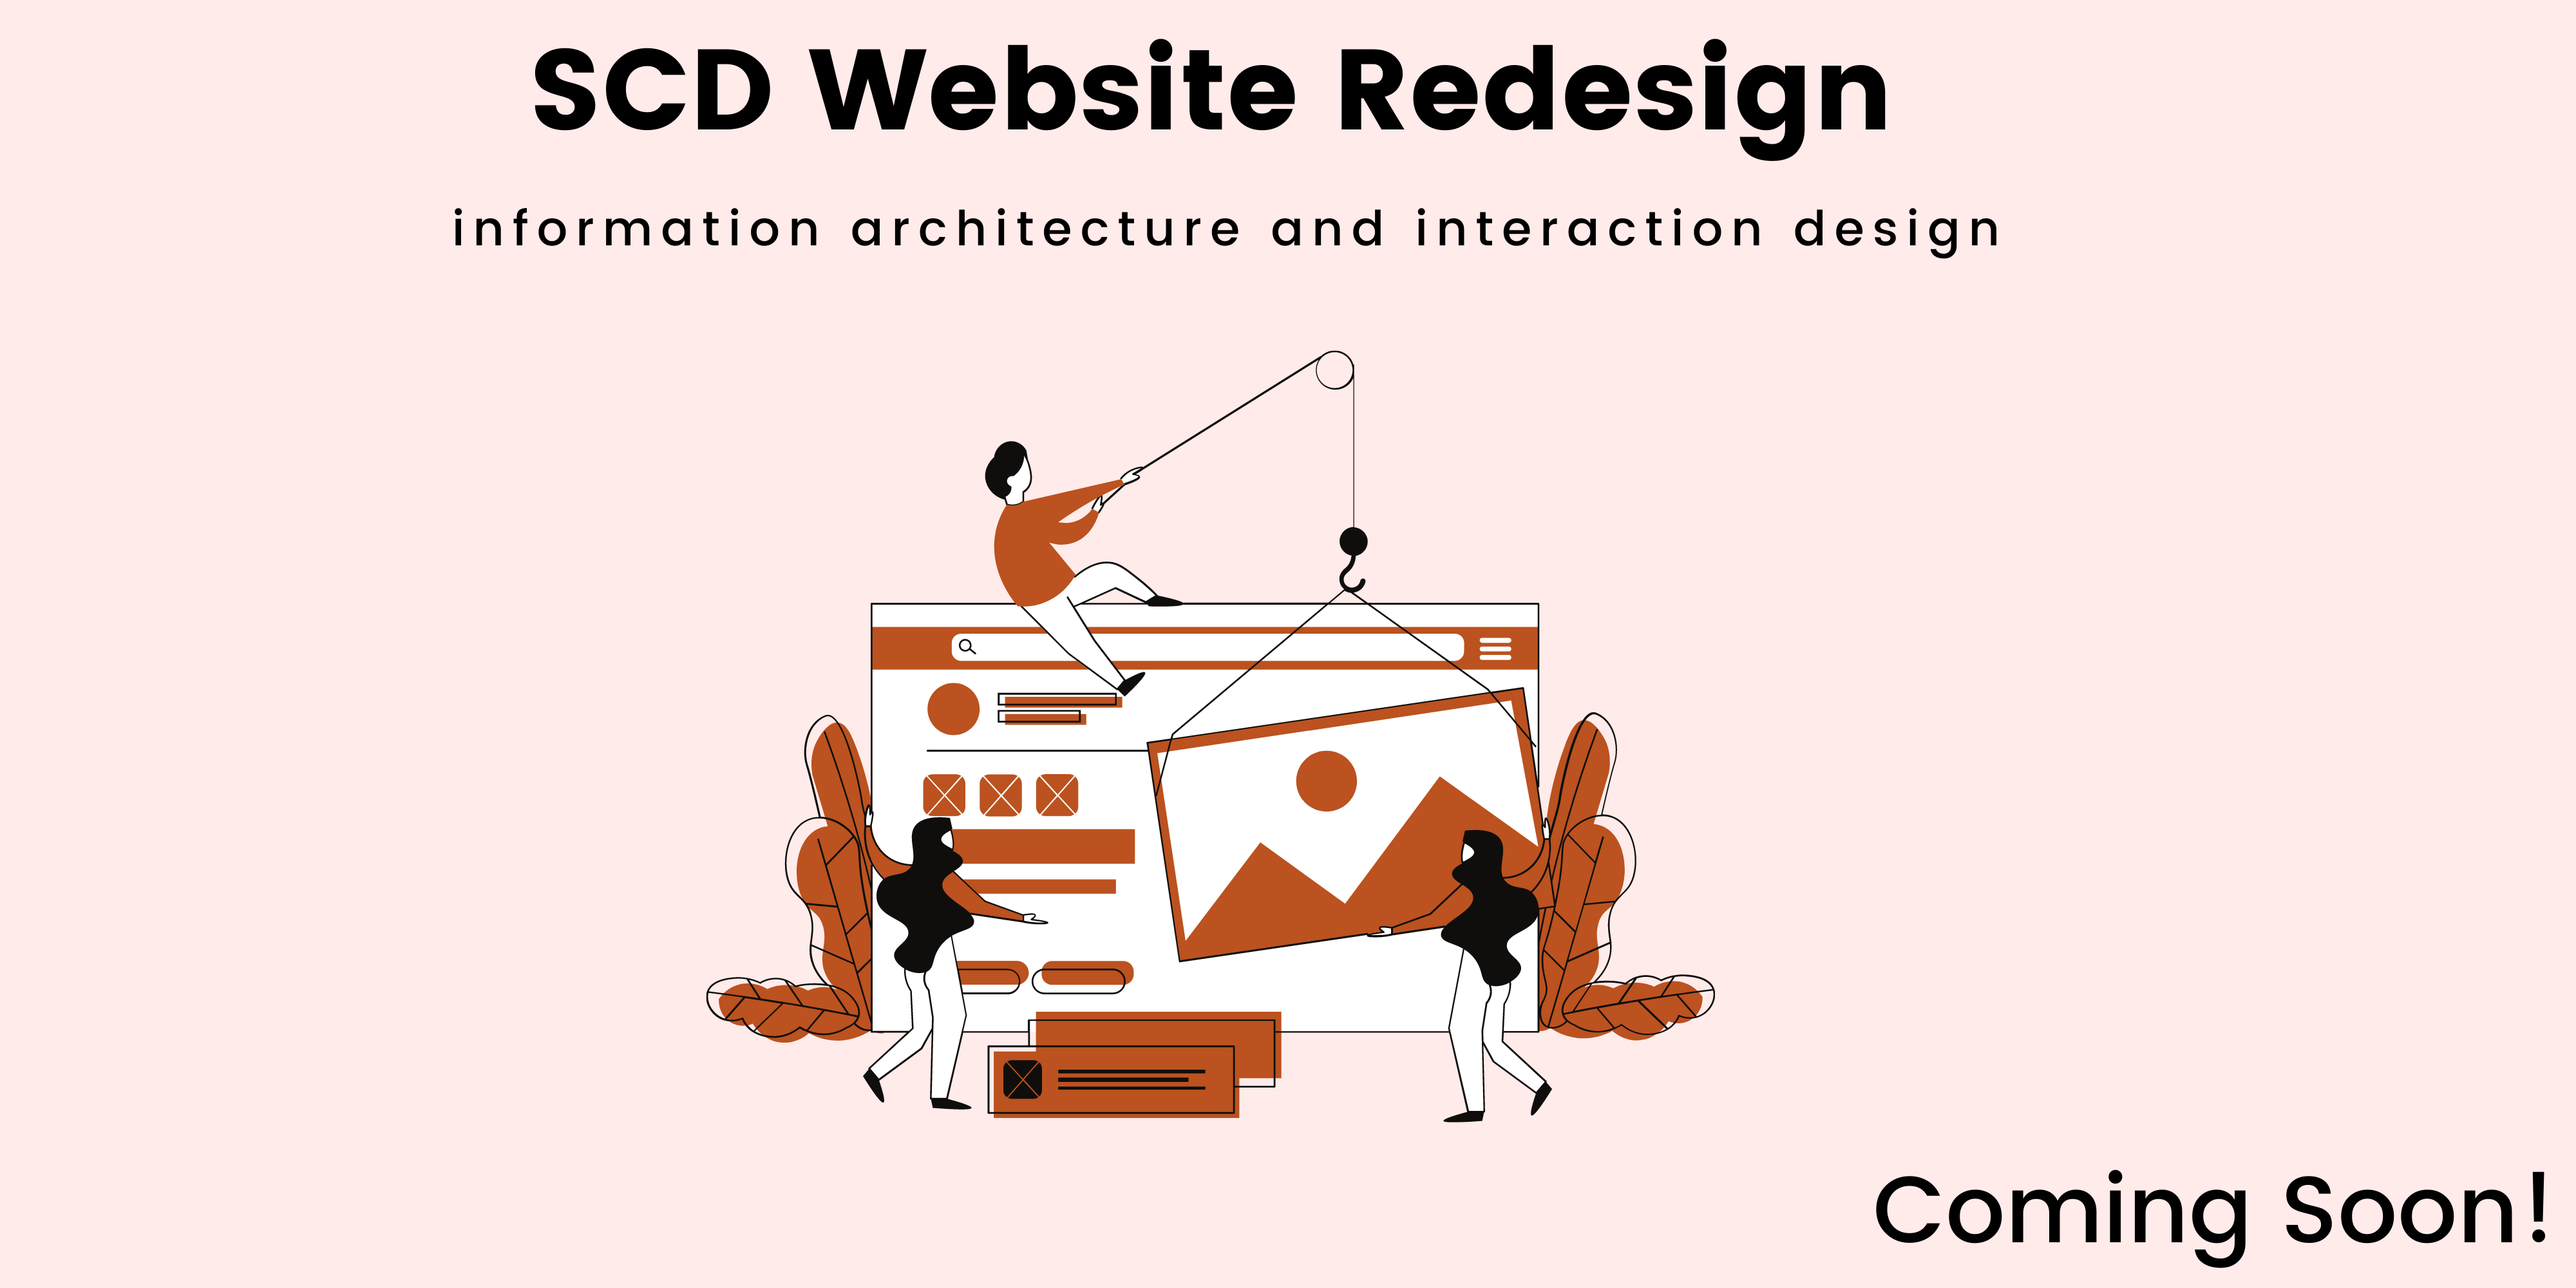 SCD Website Redesign
information architecture and interaction design
Coming Soon!